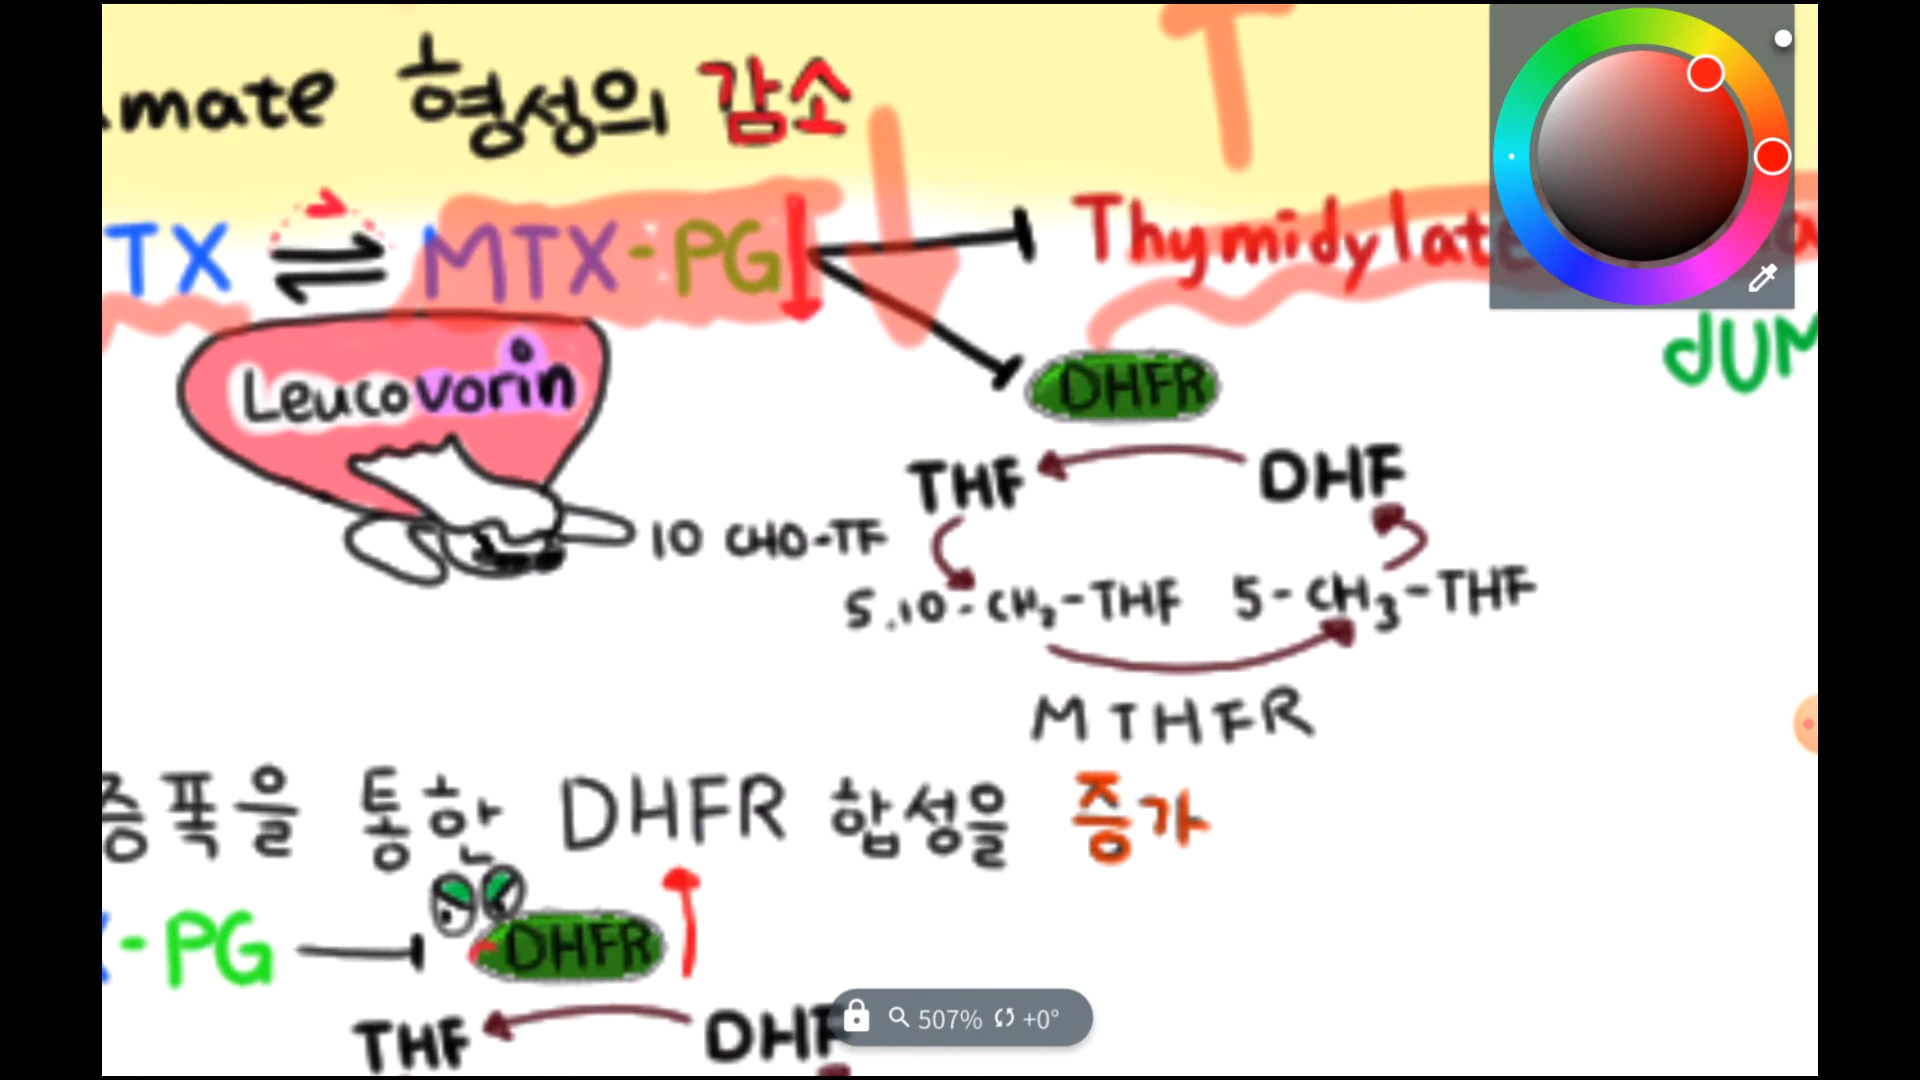 mate 형성의 감소
TX ⇌ MTX-PG Thymidylate
Leucovorin
DHFR
dUM
THF DHF
10 CHO-TF
5.10-CH₂-THF 5-CH₃-THF
MTHFR
증폭을 통한 DHFR 합성을 증가
-PG DHFR
THF DHF
507% +0°